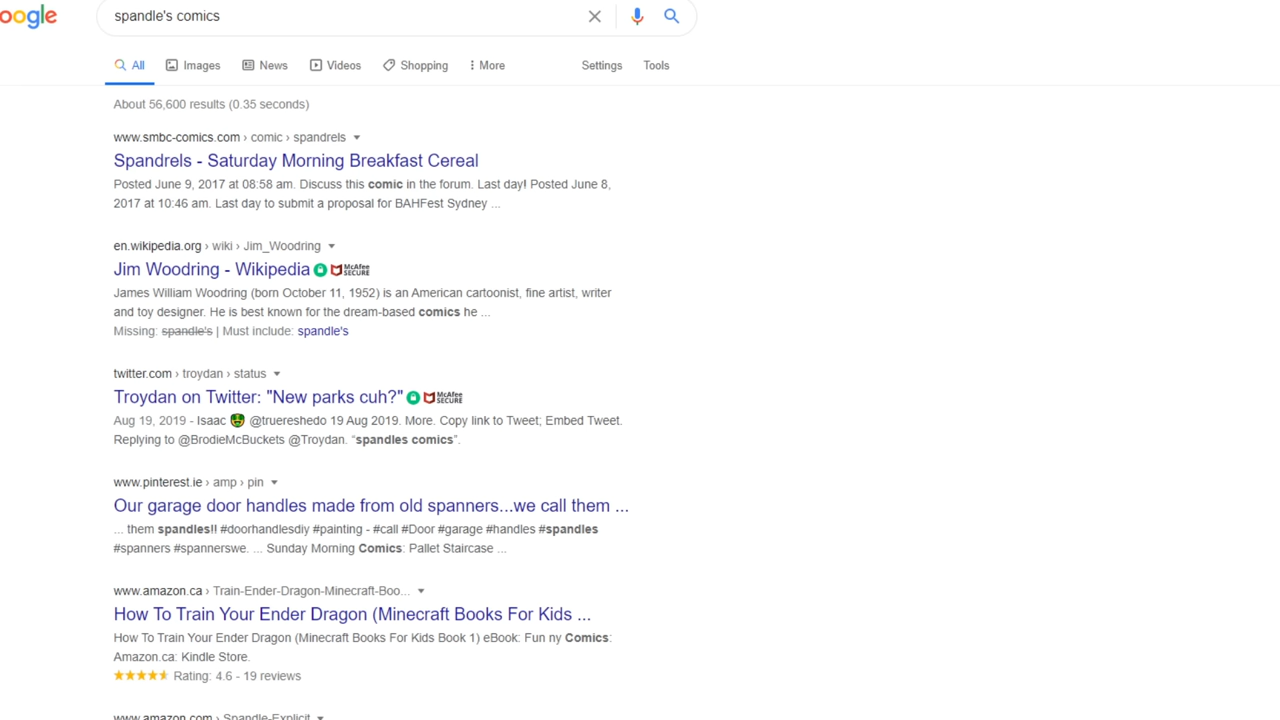 oogle
spandle's comics
All Images News Videos Shopping More Settings Tools
About 56,600 results (0.35 seconds)
www.smbc-comics.com › comic › spandrels
Spandrels - Saturday Morning Breakfast Cereal
Posted June 9, 2017 at 08:58 am. Discuss this comic in the forum. Last day! Posted June 8,
2017 at 10:46 am. Last day to submit a proposal for BAHFest Sydney ...
en.wikipedia.org › wiki › Jim_Woodring
Jim Woodring - Wikipedia McAfee SECURE
James William Woodring (born October 11, 1952) is an American cartoonist, fine artist, writer
and toy designer. He is best known for the dream-based comics he ...
Missing: spandle's | Must include: spandle's
twitter.com › troydan › status
Troydan on Twitter: "New parks cuh?" McAfee SECURE
Aug 19, 2019 - Isaac @truereshedo 19 Aug 2019. More. Copy link to Tweet; Embed Tweet.
Replying to @BrodieMcBuckets @Troydan. “spandles comics”.
www.pinterest.ie › amp › pin
Our garage door handles made from old spanners...we call them ...
... them spandles!! #doorhandlesdiy #painting - #call #Door #garage #handles #spandles
#spanners #spannerswe. ... Sunday Morning Comics: Pallet Staircase ...
www.amazon.ca › Train-Ender-Dragon-Minecraft-Boo...
How To Train Your Ender Dragon (Minecraft Books For Kids ...
How To Train Your Ender Dragon (Minecraft Books For Kids Book 1) eBook: Fun ny Comics:
Amazon.ca: Kindle Store.
Rating: 4.6 - 19 reviews
www.amazon.com › Spandle-Explicit